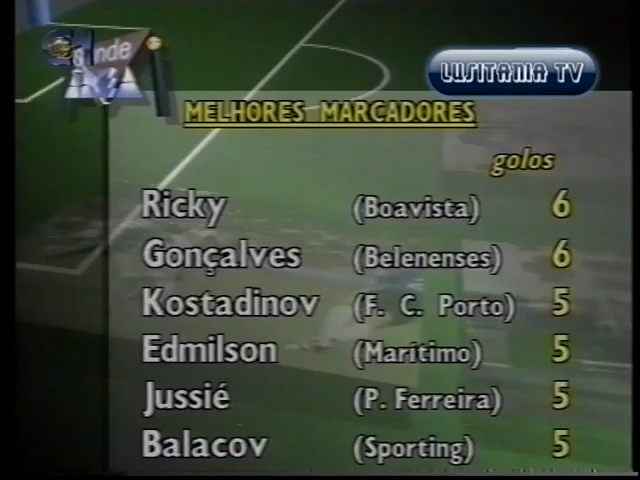 Grande
LUSITANIA TV
MELHORES MARCADORES
golos
Ricky (Boavista) 6
Gonçalves (Belenenses) 6
Kostadinov (F. C. Porto) 5
Edmilson (Marítimo) 5
Jussié (P. Ferreira) 5
Balacov (Sporting) 5